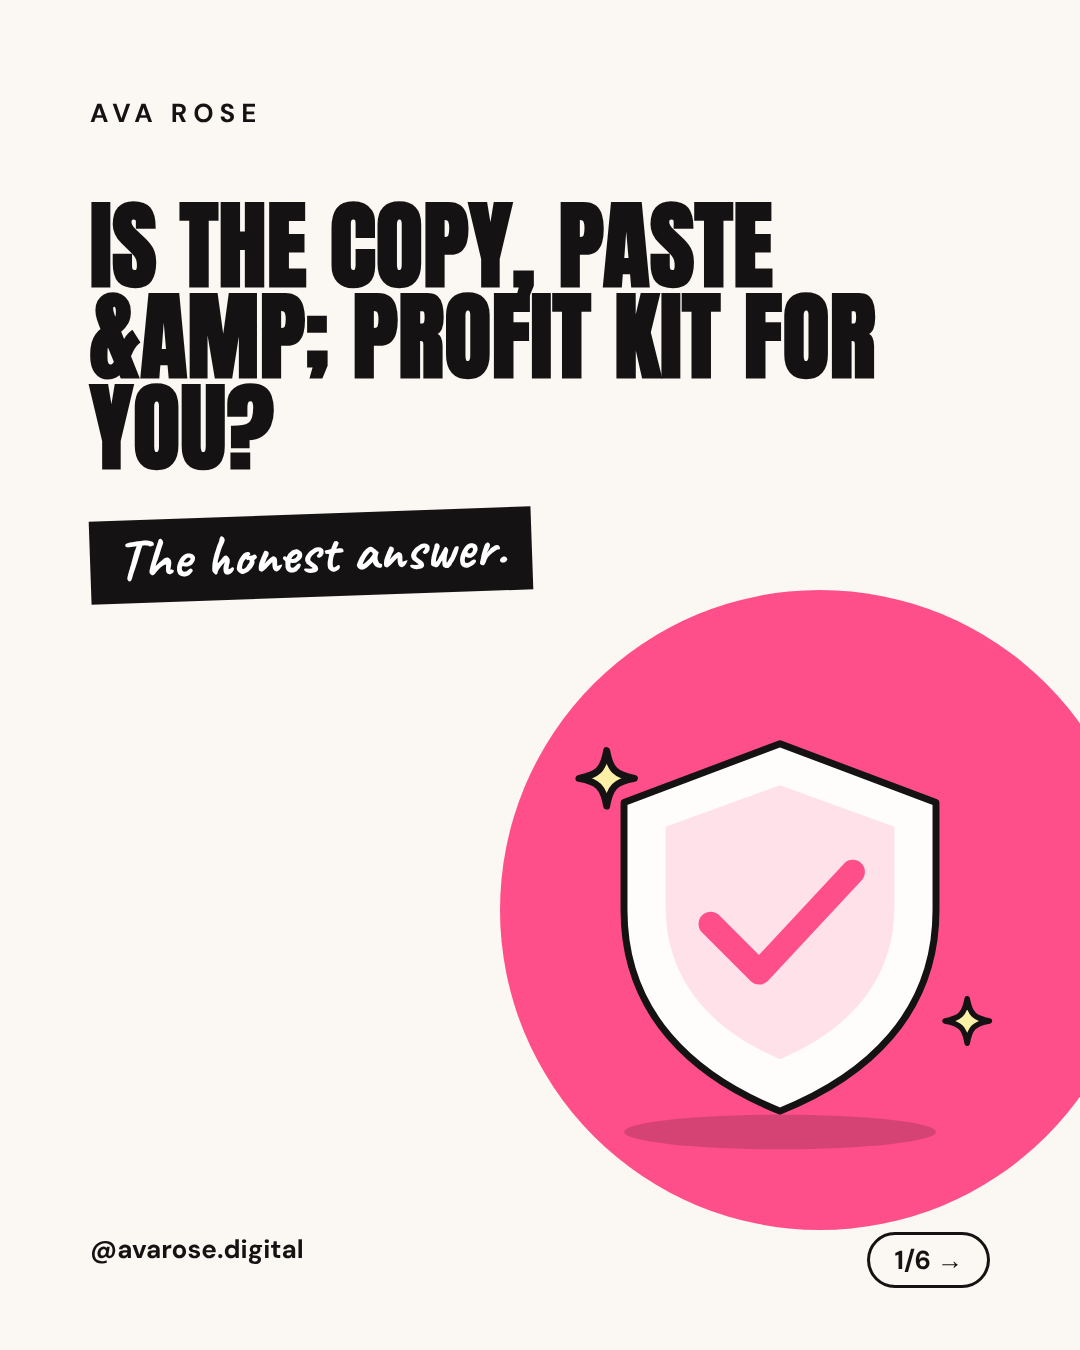 AVA ROSE
IS THE COPY, PASTE
&AMP; PROFIT KIT FOR
YOU?
The honest answer.
@avarose.digital
1/6 →